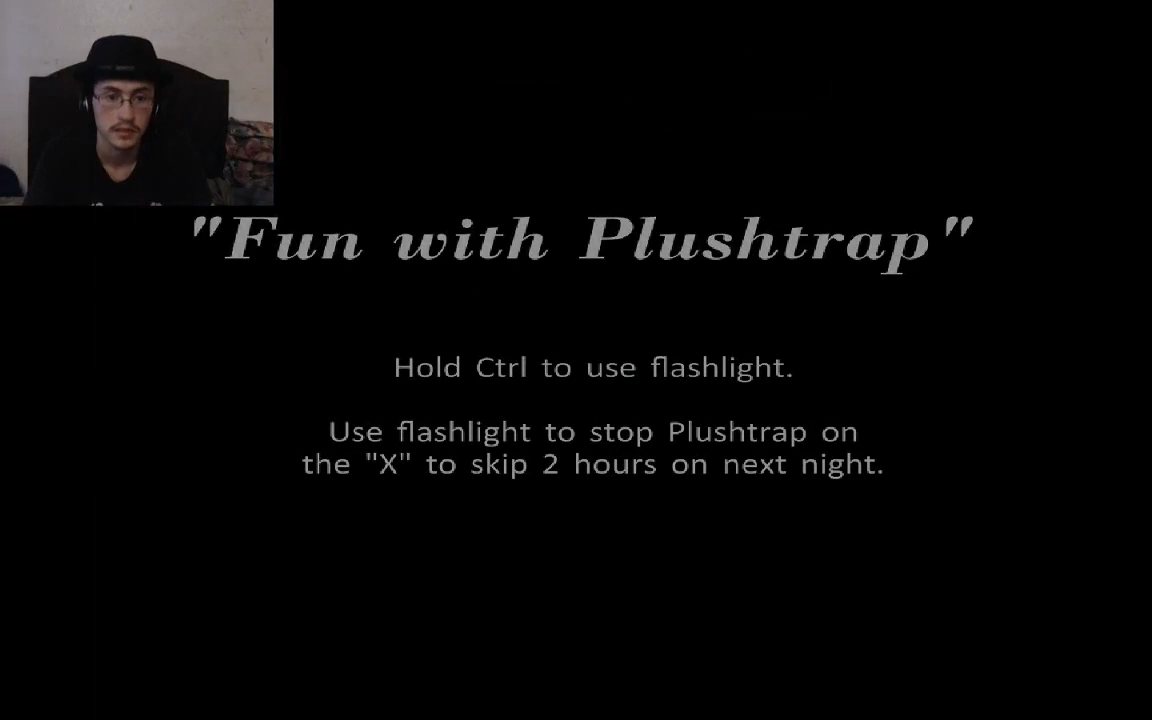 "Fun with Plushtrap"
Hold Ctrl to use flashlight.
Use flashlight to stop Plushtrap on
the "X" to skip 2 hours on next night.